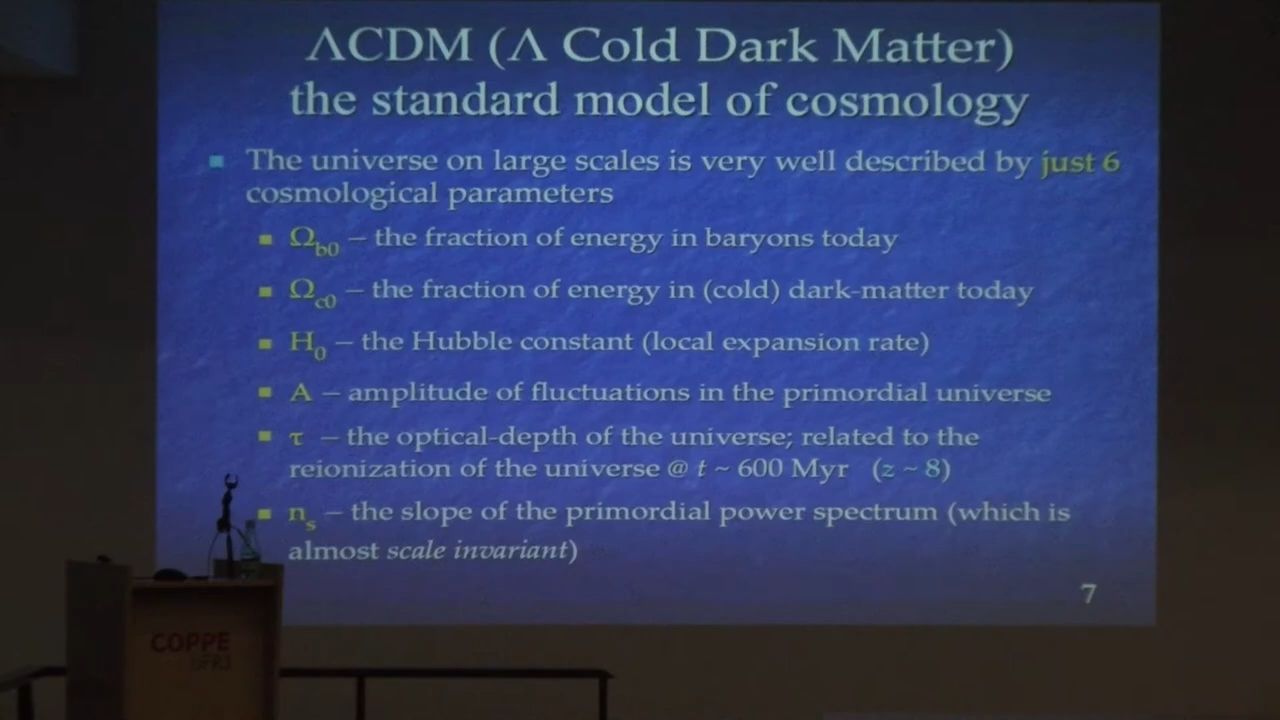 ΛCDM (Λ Cold Dark Matter)
the standard model of cosmology
The universe on large scales is very well described by just 6
cosmological parameters
Ωb0 – the fraction of energy in baryons today
Ωc0 – the fraction of energy in (cold) dark-matter today
H0 – the Hubble constant (local expansion rate)
A – amplitude of fluctuations in the primordial universe
τ – the optical-depth of the universe; related to the
reionization of the universe @ t ~ 600 Myr (z ~ 8)
ns – the slope of the primordial power spectrum (which is
almost scale invariant)
7
COPPE
UFRJ